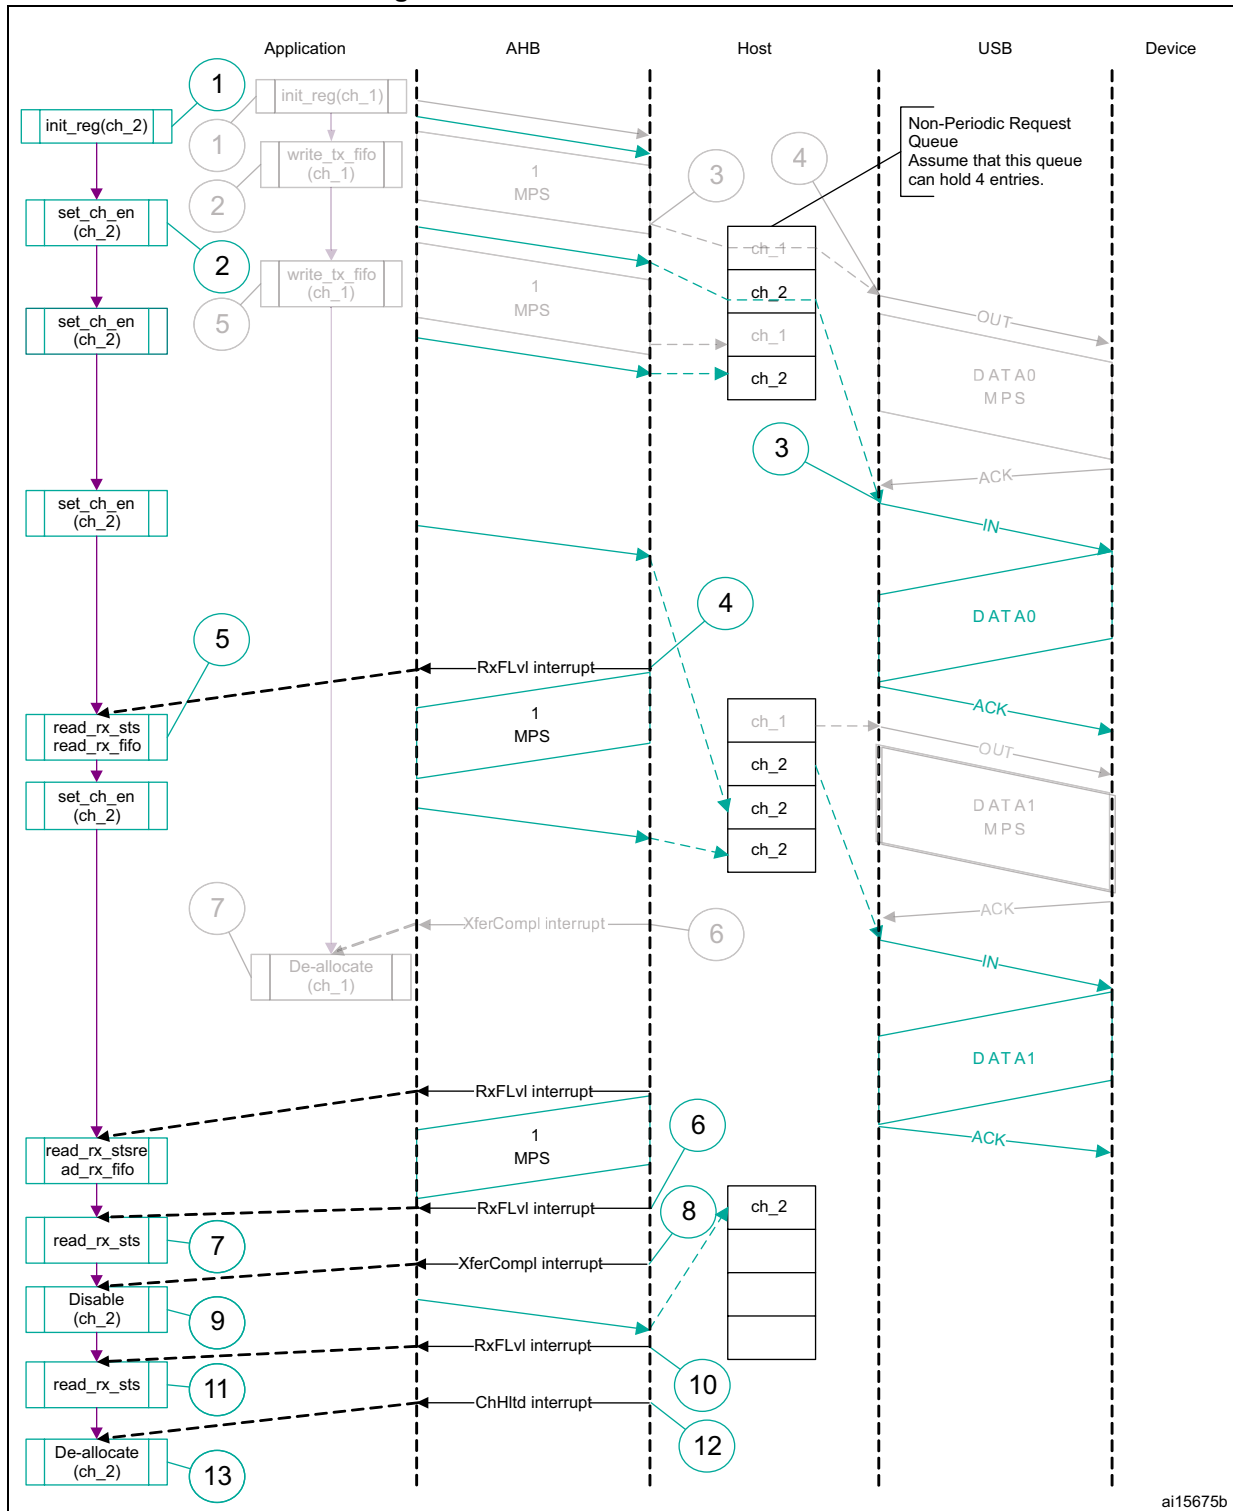 Application
AHB
Host
USB
Device
1
init_reg(ch_2)
init_reg(ch_1)
1
write_tx_fifo
(ch_1)
2
1
MPS
3
4
Non-Periodic Request
Queue
Assume that this queue
can hold 4 entries.
set_ch_en
(ch_2)
2
write_tx_fifo
(ch_1)
5
1
MPS
ch_1
ch_2
ch_1
ch_2
OUT
DATA0
MPS
ACK
set_ch_en
(ch_2)
3
set_ch_en
(ch_2)
IN
DATA0
ACK
4
5
RxFLvl interrupt
read_rx_sts
read_rx_fifo
1
MPS
set_ch_en
(ch_2)
ch_1
ch_2
ch_2
ch_2
OUT
DATA1
MPS
ACK
7
XferCompl interrupt
6
De-allocate
(ch_1)
IN
DATA1
ACK
RxFLvl interrupt
read_rx_stsre
ad_rx_fifo
1
MPS
6
RxFLvl interrupt
8
ch_2
read_rx_sts
7
XferCompl interrupt
Disable
(ch_2)
9
RxFLvl interrupt
10
read_rx_sts
11
ChHltd interrupt
12
De-allocate
(ch_2)
13
ai15675b